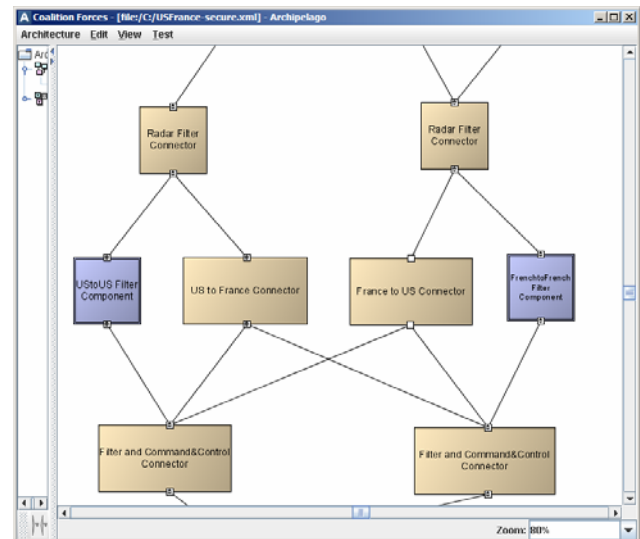 Coalition Forces - [file:/C:/USFrance-secure.xml] - Archipelago
Architecture Edit View Test
Arc
Radar Filter
Connector
Radar Filter
Connector
UStoUS Filter
Component
US to France Connector
France to US Connector
FrenchtoFrench
Filter
Component
Filter and Command&Control
Connector
Filter and Command&Control
Connector
Zoom: 80%